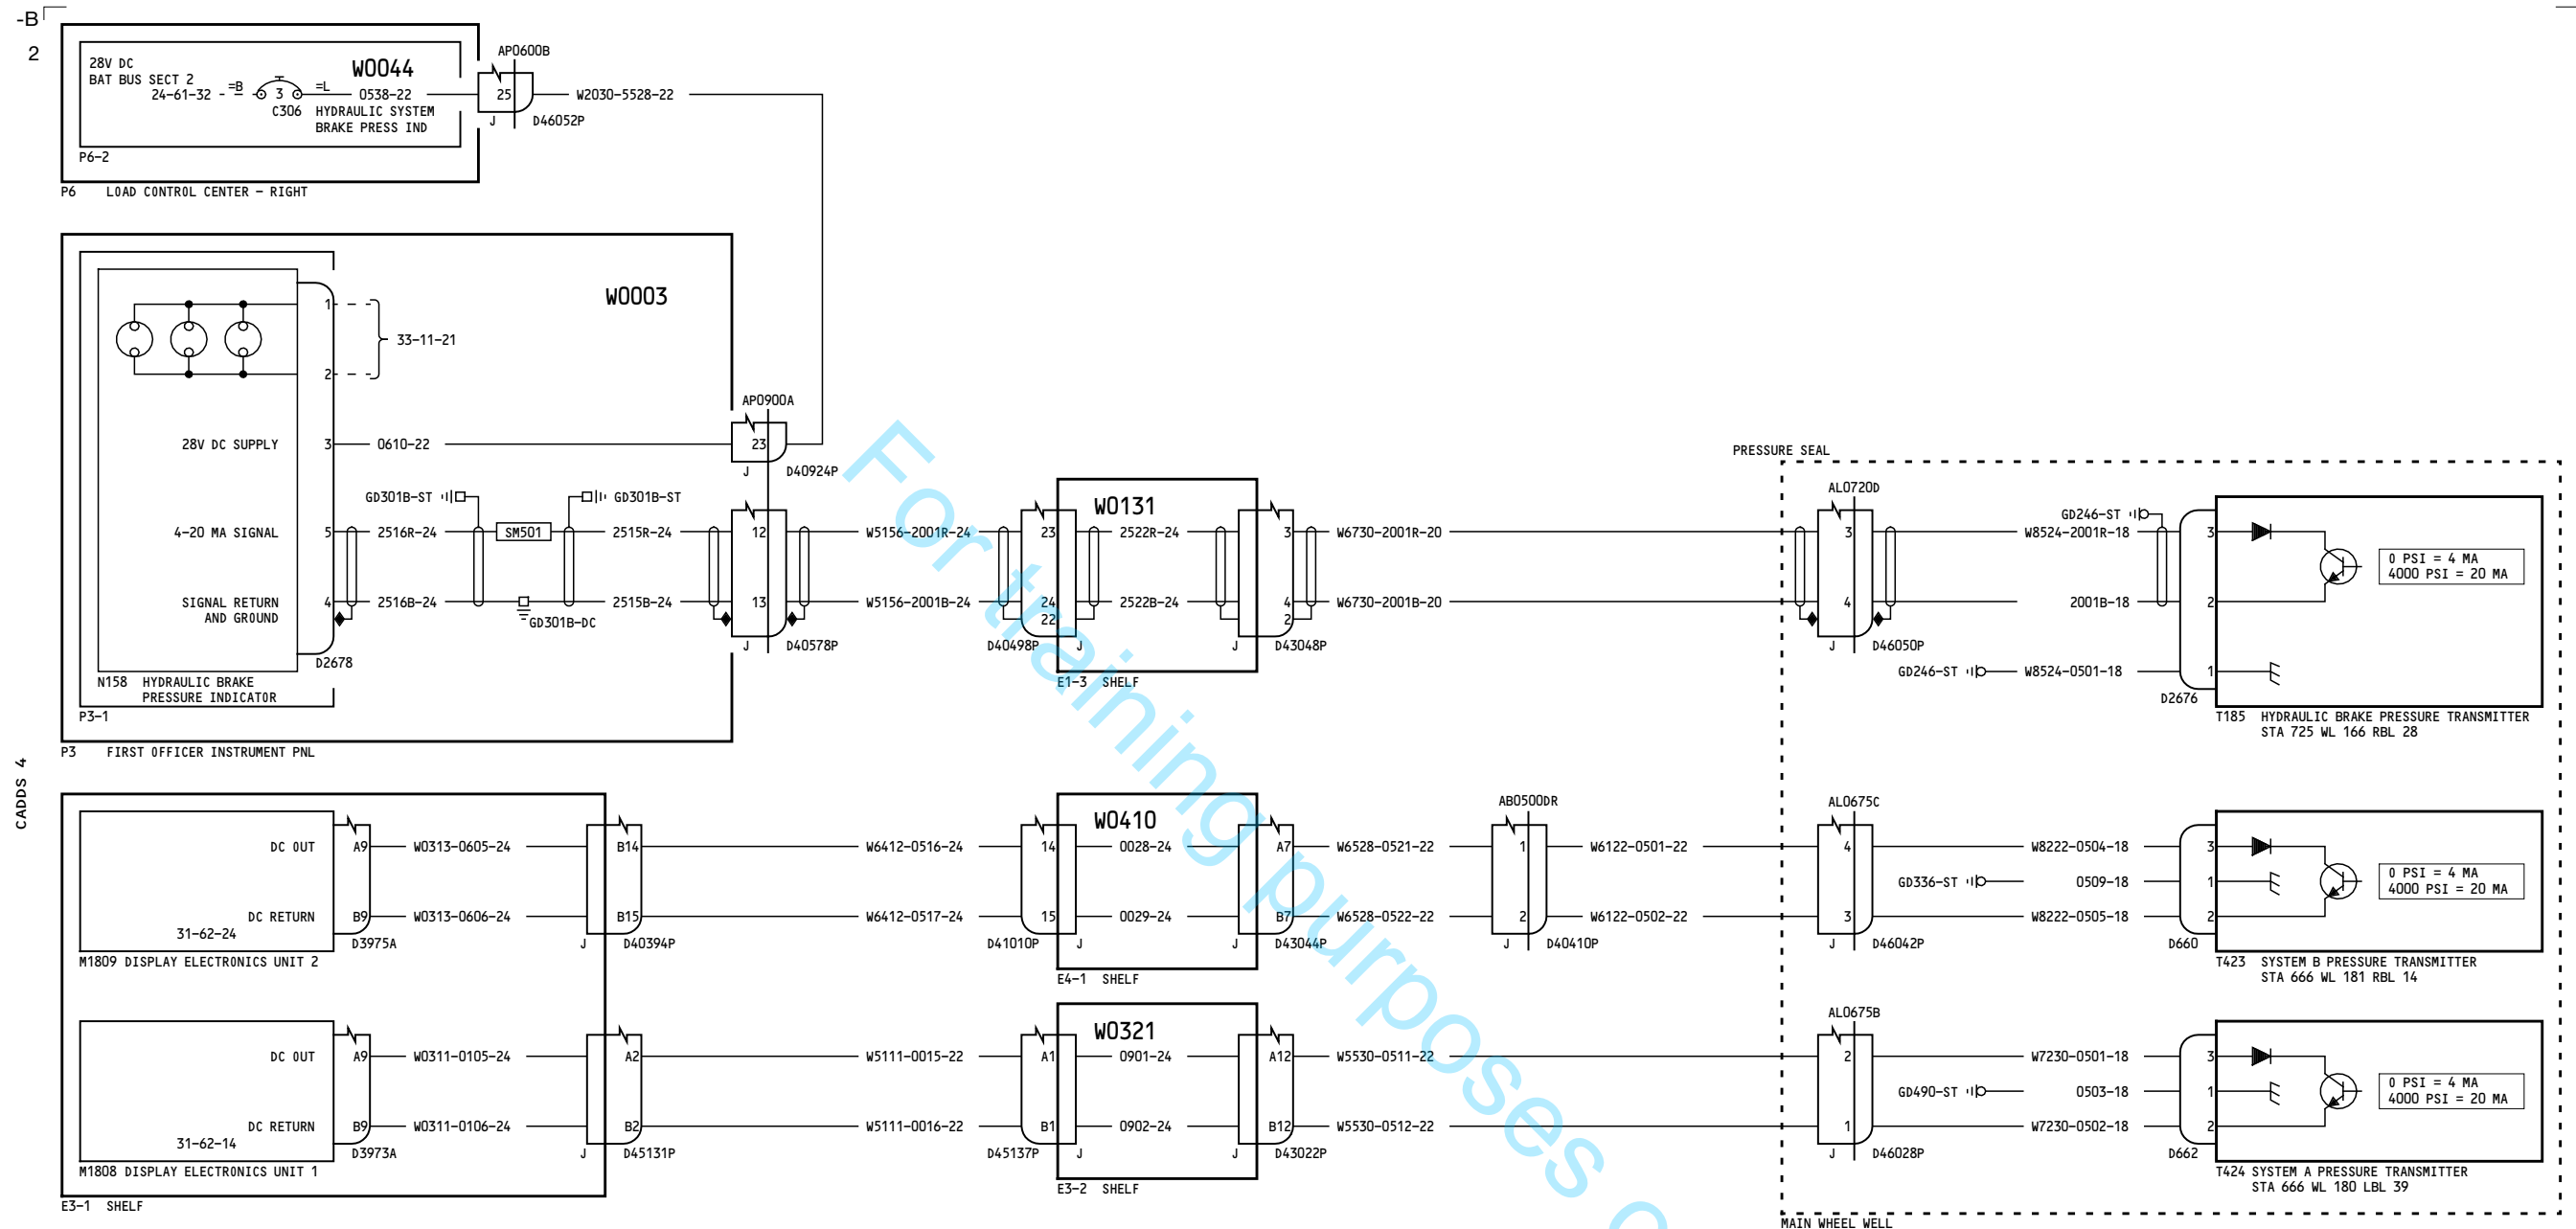 -B
2
28V DC
BAT BUS SECT 2
24-61-32
=B
3
=L
C306
W0044
0538-22
HYDRAULIC SYSTEM
BRAKE PRESS IND
P6-2
P6 LOAD CONTROL CENTER - RIGHT
AP0600B
25
J
D46052P
W2030-5528-22
W0003
1
2
33-11-21
28V DC SUPPLY
3
0610-22
AP0900A
23
J
D40924P
GD301B-ST
GD301B-ST
4-20 MA SIGNAL
5
2516R-24
SM501
2515R-24
12
W5156-2001R-24
SIGNAL RETURN
AND GROUND
4
2516B-24
GD301B-DC
2515B-24
13
W5156-2001B-24
D2678
J
D40578P
N158 HYDRAULIC BRAKE
PRESSURE INDICATOR
P3-1
P3 FIRST OFFICER INSTRUMENT PNL
W0131
23
2522R-24
3
W6730-2001R-20
24
2522B-24
4
W6730-2001B-20
22
2
D40498P
J
J
D43048P
E1-3 SHELF
PRESSURE SEAL
AL0720D
3
4
J
D46050P
GD246-ST
W8524-2001R-18
3
2001B-18
2
GD246-ST
W8524-0501-18
1
D2676
0 PSI = 4 MA
4000 PSI = 20 MA
T185 HYDRAULIC BRAKE PRESSURE TRANSMITTER
STA 725 WL 166 RBL 28
CADDS 4
DC OUT
A9
W0313-0605-24
B14
W6412-0516-24
DC RETURN
B9
W0313-0606-24
B15
W6412-0517-24
31-62-24
D3975A
J
D40394P
M1809 DISPLAY ELECTRONICS UNIT 2
W0410
14
0028-24
A7
W6528-0521-22
15
0029-24
B7
W6528-0522-22
D41010P
J
J
D43044P
E4-1 SHELF
AB0500DR
1
W6122-0501-22
2
W6122-0502-22
J
D40410P
AL0675C
4
W8222-0504-18
3
GD336-ST
0509-18
1
3
W8222-0505-18
2
J
D46042P
D660
0 PSI = 4 MA
4000 PSI = 20 MA
T423 SYSTEM B PRESSURE TRANSMITTER
STA 666 WL 181 RBL 14
DC OUT
A9
W0311-0105-24
A2
W5111-0015-22
DC RETURN
B9
W0311-0106-24
B2
W5111-0016-22
31-62-14
D3973A
J
D45131P
M1808 DISPLAY ELECTRONICS UNIT 1
E3-1 SHELF
W0321
A1
0901-24
A12
W5530-0511-22
B1
0902-24
B12
W5530-0512-22
D45137P
J
J
D43022P
E3-2 SHELF
AL0675B
2
W7230-0501-18
3
GD490-ST
0503-18
1
1
W7230-0502-18
2
J
D46028P
D662
0 PSI = 4 MA
4000 PSI = 20 MA
T424 SYSTEM A PRESSURE TRANSMITTER
STA 666 WL 180 LBL 39
MAIN WHEEL WELL
For training purposes